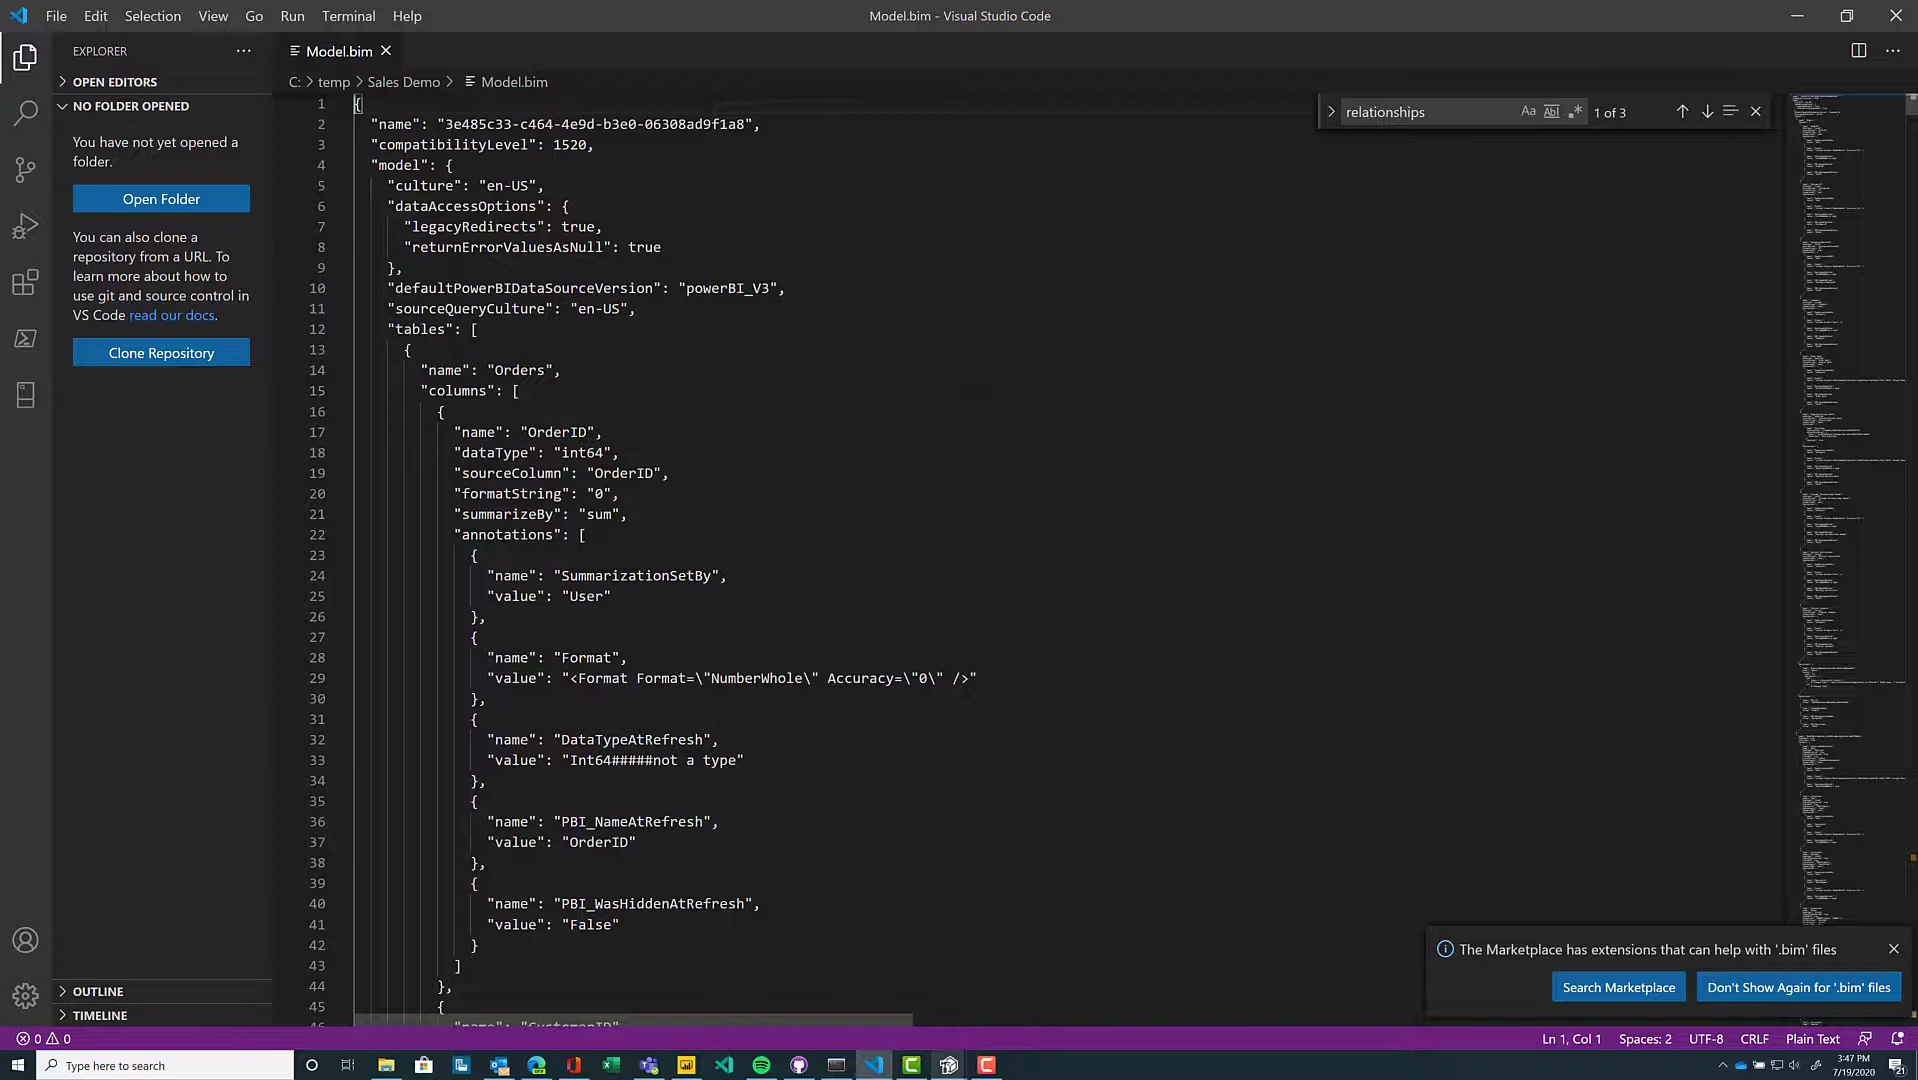 File Edit Selection View Go Run Terminal Help
Model.bim - Visual Studio Code
EXPLORER
OPEN EDITORS
NO FOLDER OPENED
You have not yet opened a
folder.
Open Folder
You can also clone a
repository from a URL. To
learn more about how to
use git and source control in
VS Code read our docs.
Clone Repository
OUTLINE
TIMELINE
Model.bim
C: > temp > Sales Demo > Model.bim
relationships
Aa Abl .* 1 of 3
1 {
2 "name": "3e485c33-c464-4e9d-b3e0-06308ad9f1a8",
3 "compatibilityLevel": 1520,
4 "model": {
5 "culture": "en-US",
6 "dataAccessOptions": {
7 "legacyRedirects": true,
8 "returnErrorValuesAsNull": true
9 },
10 "defaultPowerBIDataSourceVersion": "powerBI_V3",
11 "sourceQueryCulture": "en-US",
12 "tables": [
13 {
14 "name": "Orders",
15 "columns": [
16 {
17 "name": "OrderID",
18 "dataType": "int64",
19 "sourceColumn": "OrderID",
20 "formatString": "0",
21 "summarizeBy": "sum",
22 "annotations": [
23 {
24 "name": "SummarizationSetBy",
25 "value": "User"
26 },
27 {
28 "name": "Format",
29 "value": "<Format Format=\"NumberWhole\" Accuracy=\"0\" />"
30 },
31 {
32 "name": "DataTypeAtRefresh",
33 "value": "Int64#####not a type"
34 },
35 {
36 "name": "PBI_NameAtRefresh",
37 "value": "OrderID"
38 },
39 {
40 "name": "PBI_WasHiddenAtRefresh",
41 "value": "False"
42 }
43 ]
44 },
45 {
46 "name": "CustomerID"
The Marketplace has extensions that can help with '.bim' files
Search Marketplace
Don't Show Again for '.bim' files
0 0
Ln 1, Col 1 Spaces: 2 UTF-8 CRLF Plain Text
Type here to search
3:47 PM
7/19/2020
21